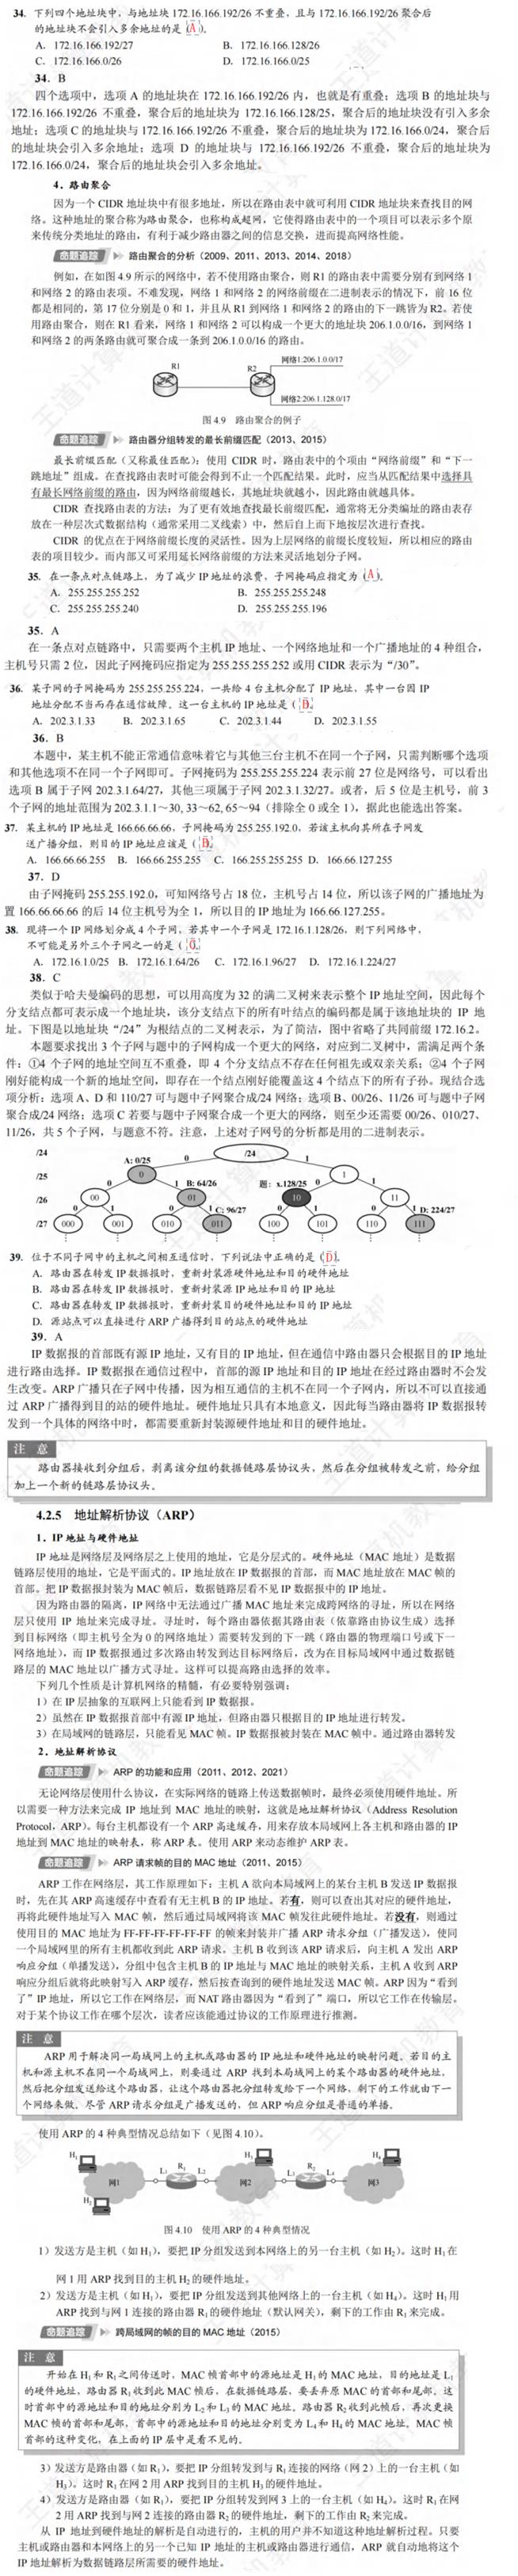 34. 下列四个地址块中，与地址块 172.16.166.192/26 不重叠，且与 172.16.166.192/26 聚合后
的地址块不会引入多余地址的是（A）。
A. 172.16.166.192/27 B. 172.16.166.128/26
C. 172.16.166.0/26 D. 172.16.166.0/25
34. B
四个选项中，选项 A 的地址块在 172.16.166.192/26 内，也就是有重叠；选项 B 的地址块与
172.16.166.192/26 不重叠，聚合后的地址块为 172.16.166.128/25，聚合后的地址块没有引入多余
地址；选项 C 的地址块与 172.16.166.192/26 不重叠，聚合后的地址块为 172.16.166.0/24，聚合后
的地址块会引入多余地址；选项 D 的地址块与 172.16.166.192/26 不重叠，聚合后的地址块为
172.16.166.0/24，聚合后的地址块会引入多余地址。
4. 路由聚合
因为一个 CIDR 地址块中有很多地址，所以在路由表中就可利用 CIDR 地址块来查找目的网
络。这种地址的聚合称为路由聚合，也称构成超网，它使得路由表中的一个项目可以表示多个原
来传统分类地址的路由，有利于减少路由器之间的信息交换，进而提高网络性能。
命题追踪 路由聚合的分析（2009、2011、2013、2014、2018）
例如，在如图 4.9 所示的网络中，若不使用路由聚合，则 R1 的路由表中需要分别有到网络 1
和网络 2 的路由表项。不难发现，网络 1 和网络 2 的网络前缀在二进制表示的情况下，前 16 位
都是相同的，第 17 位分别是 0 和 1，并且从 R1 到网络 1 和网络 2 的路由的下一跳皆为 R2。若使
用路由聚合，则在 R1 看来，网络 1 和网络 2 可以构成一个更大的地址块 206.1.0.0/16，到网络 1
和网络 2 的两条路由就可聚合成一条到 206.1.0.0/16 的路由。
网络1:206.1.0.0/17
R1 R2
网络2:206.1.128.0/17
图 4.9 路由聚合的例子
命题追踪 路由器分组转发的最长前缀匹配（2013、2015）
最长前缀匹配（又称最佳匹配）：使用 CIDR 时，路由表中的个项由“网络前缀”和“下一
跳地址”组成。在查找路由表时可能会得到不止一个匹配结果。此时，应当从匹配结果中选择具
有最长网络前缀的路由，因为网络前缀越长，其地址块就越小，因此路由就越具体。
CIDR 查找路由表的方法：为了更有效地查找最长前缀匹配，通常将无分类编址的路由表存
放在一种层次式数据结构（通常采用二叉线索）中，然后自上而下地按层次进行查找。
CIDR 的优点在于网络前缀长度的灵活性。因为上层网络的前缀长度较短，所以相应的路由
表的项目较少。而内部又可采用延长网络前缀的方法来灵活地划分子网。
35. 在一条点对点链路上，为了减少 IP 地址的浪费，子网掩码应指定为（A）。
A. 255.255.255.252 B. 255.255.255.248
C. 255.255.255.240 D. 255.255.255.196
35. A
在一条点对点链路中，只需要两个主机 IP 地址、一个网络地址和一个广播地址的 4 种组合，
主机号只需 2 位，因此子网掩码应指定为 255.255.255.252 或用 CIDR 表示为“/30”。
36. 某子网的子网掩码为 255.255.255.224，一共给 4 台主机分配了 IP 地址，其中一台因 IP
地址分配不当而存在通信故障。这一台主机的 IP 地址是（B）。
A. 202.3.1.33 B. 202.3.1.65 C. 202.3.1.44 D. 202.3.1.55
36. B
本题中，某主机不能正常通信意味着它与其他三台主机不在同一个子网，只需判断哪个选项
和其他选项不在同一个子网即可。子网掩码为 255.255.255.224 表示前 27 位是网络号，可以看出
选项 B 属于子网 202.3.1.64/27，其他三项属于子网 202.3.1.32/27。或者，后 5 位是主机号，前 3
个子网的地址范围为 202.3.1.1～30, 33～62, 65～94（排除全 0 或全 1），据此也能选出答案。
37. 某主机的 IP 地址是 166.66.66.66，子网掩码为 255.255.192.0，若该主机向其所在子网发
送广播分组，则目的 IP 地址应该是（D）。
A. 166.66.66.255 B. 166.66.255.255 C. 166.255.255.255 D. 166.66.127.255
37. D
由子网掩码 255.255.192.0，可知网络号占 18 位，主机号占 14 位，所以该子网的广播地址为
置 166.66.66.66 的后 14 位主机号为全 1，所以目的 IP 地址为 166.66.127.255。
38. 现将一个 IP 网络划分成 4 个子网，若其中一个子网是 172.16.1.128/26，则下列网络中，
不可能是另外三个子网之一的是（ ）
A. 172.16.1.0/25 B. 172.16.1.64/26 C. 172.16.1.96/27 D. 172.16.1.224/27
38. C
类似于哈夫曼编码的思想，可以用高度为 32 的满二叉树来表示整个 IP 地址空间，因此每个
分支结点都可表示成一个地址块，该分支结点下的所有叶结点的编码都是属于该地址块的 IP 地
址。下图是以地址块“/24”为根结点的二叉树表示，为了简洁，图中省略了共同前缀 172.16.2。
本题要求找出 3 个子网与题中的子网构成一个更大的网络，对应到二叉树中，需满足两个条
件：①4 个子网的地址空间互不重叠，即 4 个分支结点不存在任何祖先或双亲关系；②4 个子网
刚好能构成一个新的地址空间，即存在一个结点刚好能覆盖这 4 个结点下的所有子孙。现结合选
项分析：选项 A、D 和 110/27 可与题中子网聚合成/24 网络；选项 B、00/26、11/26 可与题中子网
聚合成/24 网络；选项 C 若要与题中子网聚合成一个更大的网络，则至少还需要 00/26、010/27、
11/26，共 5 个子网，与题意不符。注意，上述对子网号的分析都是用的二进制表示。
/24 /24
A: 0/25 0 1
/25 0 1
0 1 B: 64/26 题: x.128/25 0 1
/26 00 01 10 11
0 1 0 1 C: 96/27 0 1 0 1 D: 224/27
/27 000 001 010 011 100 101 110 111
39. 位于不同子网中的主机之间相互通信时，下列说法中正确的是（D）。
A. 路由器在转发 IP 数据报时，重新封装源硬件地址和目的硬件地址
B. 路由器在转发 IP 数据报时，重新封装源 IP 地址和目的 IP 地址
C. 路由器在转发 IP 数据报时，重新封装目的硬件地址和目的 IP 地址
D. 源站点可以直接进行 ARP 广播得到目的站点的硬件地址
39. A
IP 数据报的首部既有源 IP 地址，又有目的 IP 地址，但在通信中路由器只会根据目的 IP 地址
进行路由选择。IP 数据报在通信过程中，首部的源 IP 地址和目的 IP 地址在经过路由器时不会发
生改变。ARP 广播只在子网中传播，因为相互通信的主机不在同一个子网内，所以不可以直接通
过 ARP 广播得到目的站的硬件地址。硬件地址只具有本地意义，因此每当路由器将 IP 数据报转
发到一个具体的网络中时，都需要重新封装源硬件地址和目的硬件地址。
注 意
路由器接收到分组后，剥离该分组的数据链路层协议头，然后在分组被转发之前，给分组
加上一个新的链路层协议头。
4.2.5 地址解析协议（ARP）
1. IP 地址与硬件地址
IP 地址是网络层及网络层之上使用的地址，它是分层式的。硬件地址（MAC 地址）是数据
链路层使用的地址，它是平面式的。IP 地址放在 IP 数据报的首部，而 MAC 地址放在 MAC 帧的
首部。把 IP 数据报封装为 MAC 帧后，数据链路层看不见 IP 数据报中的 IP 地址。
因为路由器的隔离，IP 网络中无法通过广播 MAC 地址来完成跨网络的寻址，所以在网络
层只使用 IP 地址来完成寻址。寻址时，每个路由器依据其路由表（依靠路由协议生成）选择
到目标网络（即主机号全为 0 的网络地址）需要转发到的下一跳（路由器的物理端口号或下一
网络地址），而 IP 数据报通过多次路由转发到达目标网络后，改为在目标局域网中通过数据链
路层的 MAC 地址以广播方式寻址。这样可以提高路由选择的效率。
下列几个性质是计算机网络的精髓，有必要特别强调：
1）在 IP 层抽象的互联网上只能看到 IP 数据报。
2）虽然在 IP 数据报首部中有源 IP 地址，但路由器只根据目的 IP 地址进行转发。
3）在局域网的链路层，只能看见 MAC 帧。IP 数据报被封装在 MAC 帧中。通过路由器转发
2. 地址解析协议
命题追踪 ARP 的功能和应用（2011、2012、2021）
无论网络层使用什么协议，在实际网络的链路上传送数据帧时，最终必须使用硬件地址。所
以需要一种方法来完成 IP 地址到 MAC 地址的映射，这就是地址解析协议（Address Resolution
Protocol，ARP）。每台主机都设有一个 ARP 高速缓存，用来存放本局域网上各主机和路由器的 IP
地址到 MAC 地址的映射表，称 ARP 表。使用 ARP 来动态维护 ARP 表。
命题追踪 ARP 请求帧的目的 MAC 地址（2011、2015）
ARP 工作在网络层，其工作原理如下：主机 A 欲向本局域网上的某台主机 B 发送 IP 数据报
时，先在其 ARP 高速缓存中查看有无主机 B 的 IP 地址。若有，则可以查出其对应的硬件地址，
再将此硬件地址写入 MAC 帧，然后通过局域网将该 MAC 帧发往此硬件地址。若没有，则通过
使用目的 MAC 地址为 FF-FF-FF-FF-FF-FF 的帧来封装并广播 ARP 请求分组（广播发送），使同
一个局域网里的所有主机都收到此 ARP 请求。主机 B 收到该 ARP 请求后，向主机 A 发出 ARP
响应分组（单播发送），分组中包含主机 B 的 IP 与 MAC 地址的映射关系，主机 A 收到 ARP
响应分组后就将此映射写入 ARP 缓存，然后按查询到的硬件地址发送 MAC 帧。ARP 因为“看到
了”IP 地址，所以它工作在网络层，而 NAT 路由器因为“看到了”端口，所以它工作在传输层。
对于某个协议工作在哪个层次，读者应该能通过协议的工作原理进行推测。
注 意
ARP 用于解决同一局域网上的主机或路由器的 IP 地址和硬件地址的映射问题。若目的主
机和源主机不在同一个局域网上，则要通过 ARP 找到本局域网上的某个路由器的硬件地址，
然后把分组发送给这个路由器，让这个路由器把分组转发给下一个网络，剩下的工作就由下一
个网络来做。尽管 ARP 请求分组是广播发送的，但 ARP 响应分组是普通的单播。
使用 ARP 的 4 种典型情况总结如下（见图 4.10）。
H₁ H₃ H₄
网1 L₁ R₁ L₂ 网2 L₃ R₂ L₄ 网3
H₂
图 4.10 使用 ARP 的 4 种典型情况
1）发送方是主机（如 H₁），要把 IP 分组发送到本网络上的另一台主机（如 H₂）。这时 H₁ 在
网 1 用 ARP 找到目的主机 H₂ 的硬件地址。
2）发送方是主机（如 H₁），要把 IP 分组发送到其他网络上的一台主机（如 H₄）。这时 H₁ 用
ARP 找到与网 1 连接的路由器 R₁ 的硬件地址（默认网关），剩下的工作由 R₁ 来完成。
命题追踪 跨局域网的帧的目的 MAC 地址（2015）
注 意
开始在 H₁ 和 R₁ 之间传送时，MAC 帧首部中的源地址是 H₁ 的 MAC 地址，目的地址是 L₁
的硬件地址，路由器 R₁ 收到此 MAC 帧后，在数据链路层，要丢弃原 MAC 的首部和尾部。这
时首部中的源地址和目的地址分别为 L₂ 和 L₃ 的 MAC 地址。路由器 R₂ 收到此帧后，再次更换
MAC 帧的首部和尾部，首部中的源地址和目的地址分别变为 L₄ 和 H₄ 的 MAC 地址。MAC 帧
首部的这种变化，在上面的 IP 层中是看不见的。
3）发送方是路由器（如 R₁），要把 IP 分组转发到与 R₁ 连接的网络（网 2）上的一台主机（如
H₃）。这时 R₁ 在网 2 用 ARP 找到目的主机 H₃ 的硬件地址。
4）发送方是路由器（如 R₁），要把 IP 分组转发到网 3 上的一台主机（如 H₄）。这时 R₁ 在网
2 用 ARP 找到与网 2 连接的路由器 R₂ 的硬件地址，剩下的工作由 R₂ 来完成。
从 IP 地址到硬件地址的解析是自动进行的，主机的用户并不知道这种地址解析过程。只要
主机或路由器和本网络上的另一个已知 IP 地址的主机或路由器进行通信，ARP 就自动地将这个
IP 地址解析为数据链路层所需要的硬件地址。